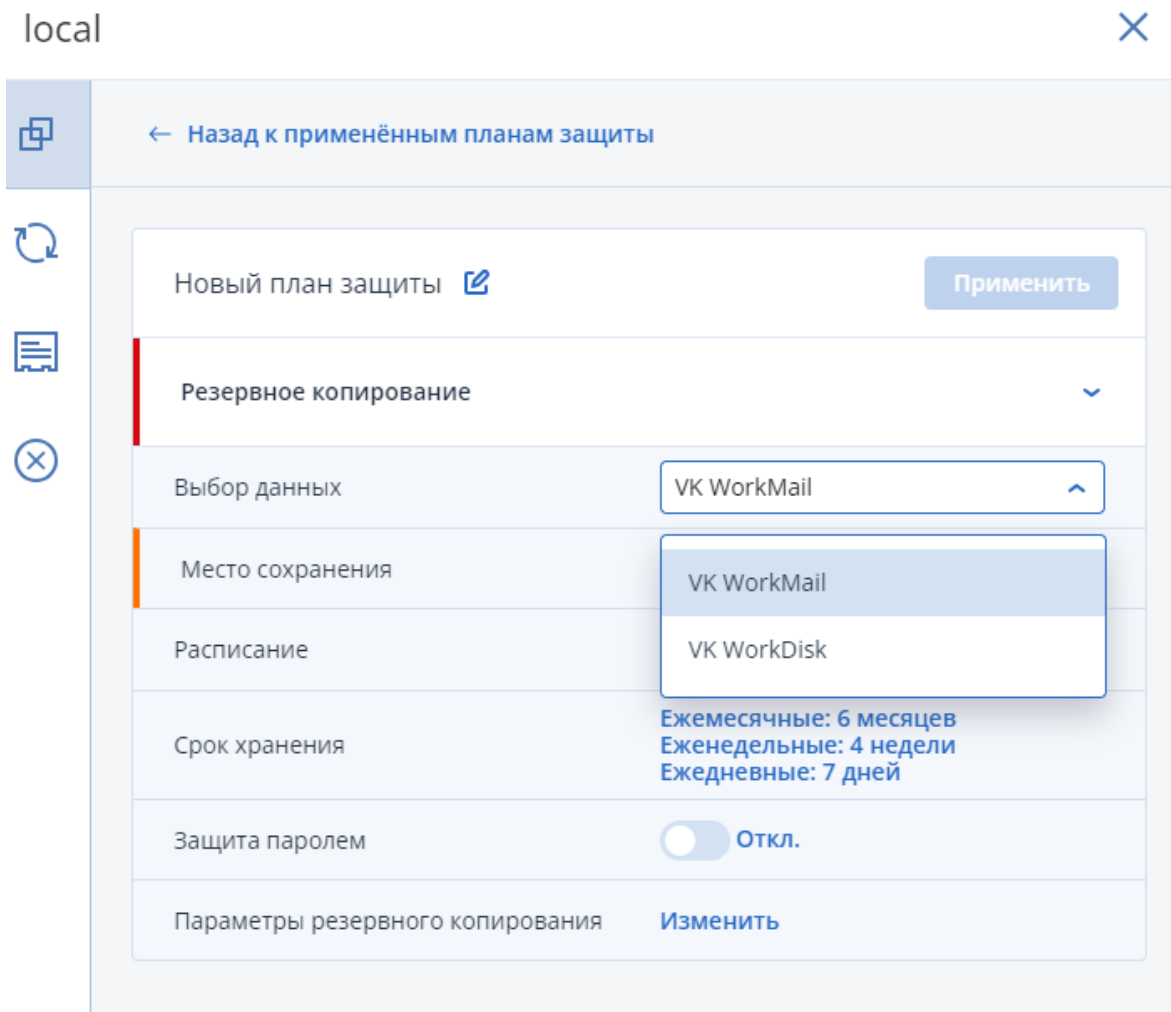 local
← Назад к применённым планам защиты
Новый план защиты
Применить
Резервное копирование
Выбор данных
VK WorkMail
Место сохранения
VK WorkMail
Расписание
VK WorkDisk
Срок хранения
Ежемесячные: 6 месяцев
Еженедельные: 4 недели
Ежедневные: 7 дней
Защита паролем
Откл.
Параметры резервного копирования
Изменить